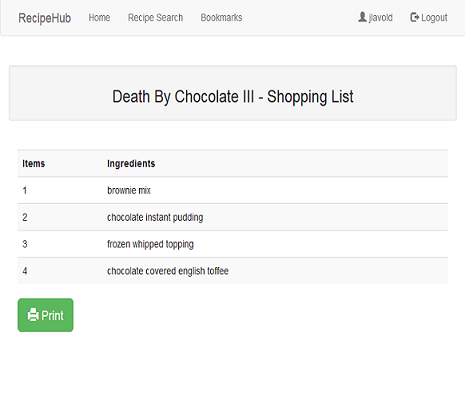 RecipeHub Home Recipe Search Bookmarks jlavold Logout
Death By Chocolate III - Shopping List
Items Ingredients
1 brownie mix
2 chocolate instant pudding
3 frozen whipped topping
4 chocolate covered english toffee
Print